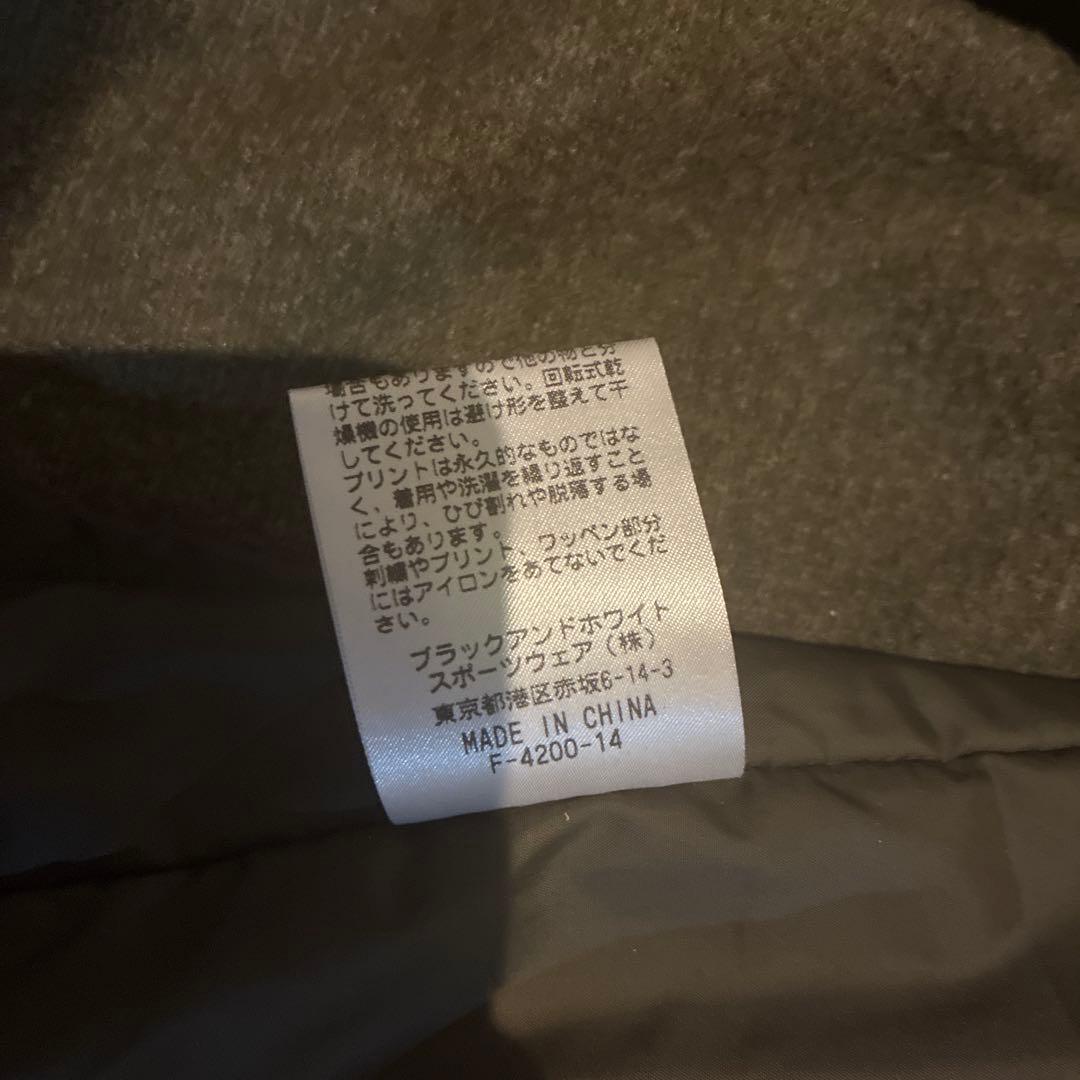 場合もありますので他の物と分
けて洗ってください。回転式乾
燥機の使用は避け形を整えて干
してください。
プリントは永久的なものではな
く、着用や洗濯を繰り返すこと
により、ひび割れや脱落する場
合もあります。
刺繍やプリント、ワッペン部分
にはアイロンをあてないでくだ
さい。
ブラックアンドホワイト
スポーツウェア(株)
東京都港区赤坂6-14-3
MADE IN CHINA
F-4200-14